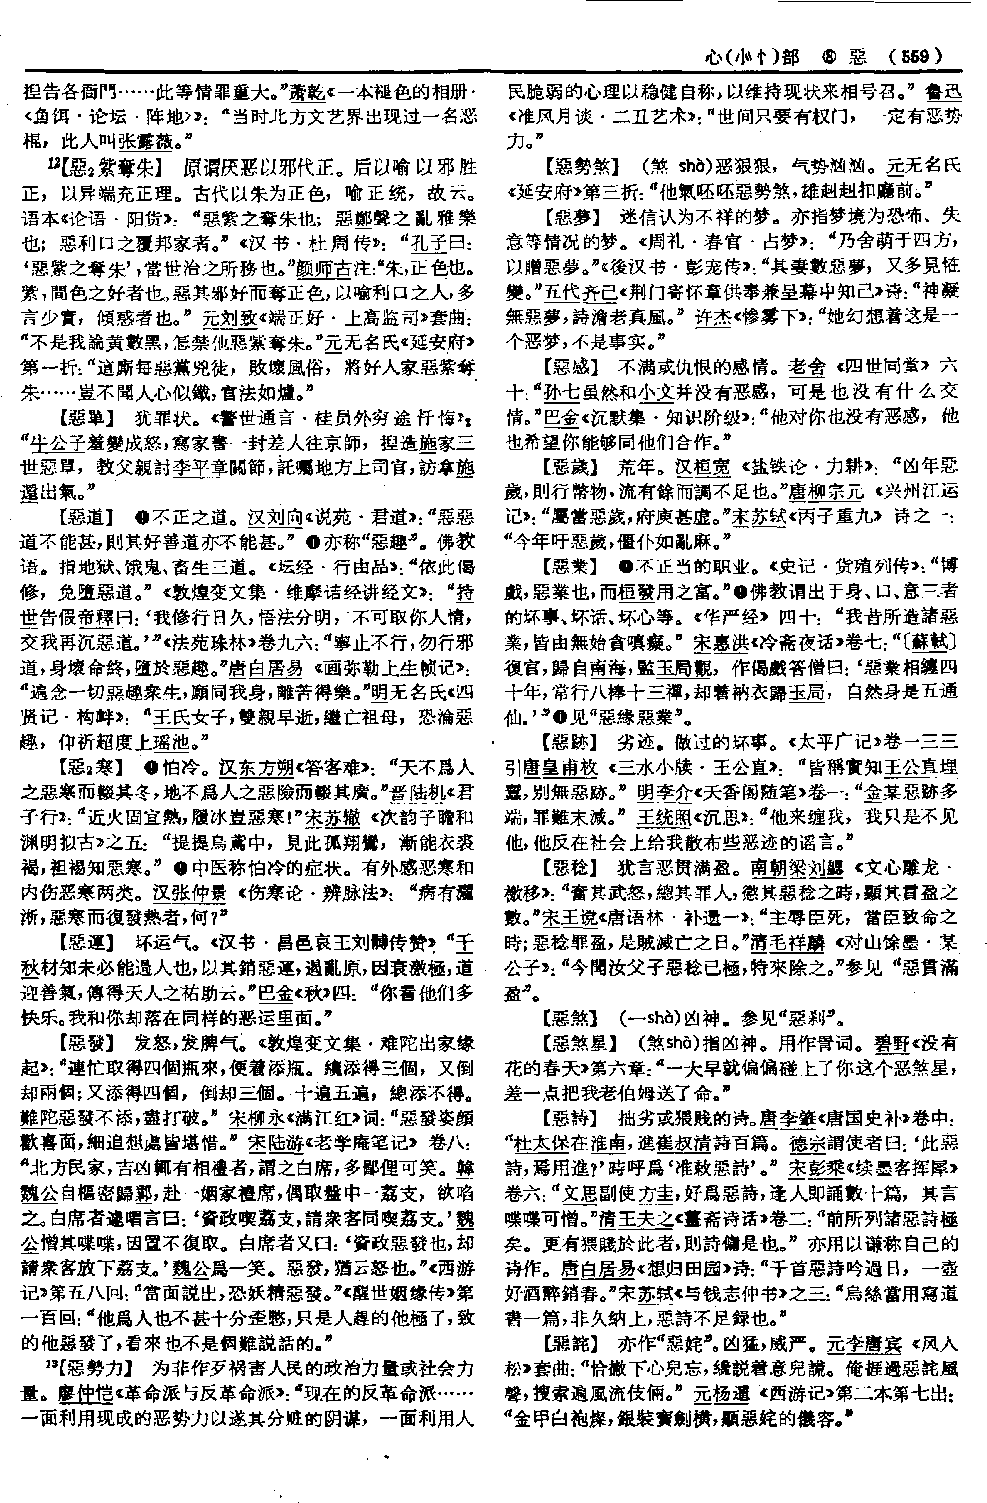 心(小忄)部 ⑧ 惡 (559)
捏告各衙門……此等情罪重大。”萧乾《一本褪色的相册·
〈鱼饵·论坛·阵地〉》：“当时北方文艺界出现过一名恶
棍，此人叫张露薇。”
¹²【惡₂紫奪朱】 原谓厌恶以邪代正。后以喻以邪胜
正，以异端充正理。古代以朱为正色，喻正统，故云。
语本《论语·阳货》：“惡紫之奪朱也；惡鄭聲之亂雅樂
也；惡利口之覆邦家者。”《汉书·杜周传》：“孔子曰：
‘惡紫之奪朱’，當世治之所務也。”颜师古注：“朱，正色也。
紫，間色之好者也。惡其邪好而奪正色，以喻利口之人，多
言少實，傾惑者也。”元刘致《端正好·上高监司》套曲：
“不是我論黃數黑，怎禁他惡紫奪朱。”元无名氏《延安府》
第一折：“道廝每惡黨兇徒，敗壞風俗，將好人家惡紫奪
朱……豈不聞人心似鐵，官法如爐。”
【惡單】 犹罪状。《警世通言·桂员外穷途忏悔》：
“牛公子羞變成怒，寫家書一封差人往京師，捏造施家三
世惡單，教父親討李平章關節，託囑地方上司官，訪拿施
還出氣。”
【惡道】 ❶不正之道。汉刘向《说苑·君道》：“惡惡
道不能甚，則其好善道亦不能甚。”❷亦称“惡趣”。佛教
语。指地狱、饿鬼、畜生三道。《坛经·行由品》：“依此偈
修，免墮惡道。”《敦煌变文集·维摩诘经讲经文》：“持
世告假帝釋曰：‘我修行日久，悟法分明，不可取你人情，
交我再沉惡道。’”《法苑珠林》卷九六：“寧止不行，勿行邪
道，身壞命終，墮於惡趣。”唐白居易《画弥勒上生帧记》：
“遶念一切惡趣衆生，願同我身，離苦得樂。”明无名氏《四
贤记·构衅》：“王氏女子，雙親早逝，繼亡祖母，恐淪惡
趣，仰祈超度上瑶池。”
【惡₂寒】 ❶怕冷。汉东方朔《答客难》：“天不爲人
之惡寒而輟其冬，地不爲人之惡險而輟其廣。”晋陆机《君
子行》：“近火固宜熱，履冰豈惡寒！”宋苏辙《次韵子瞻和
渊明拟古》之五：“提提烏鳶中，見此孤翔鸞，漸能衣裘
褐，祖裼知惡寒。”❷中医称怕冷的症状。有外感恶寒和
内伤恶寒两类。汉张仲景《伤寒论·辨脉法》：“病有灑
淅，惡寒而復發熱者，何？”
【惡運】 坏运气。《汉书·昌邑哀王刘髆传赞》“千
秋材知未必能過人也，以其銷惡運，遏亂原，因衰激極，道
迎善氣，傳得天人之祐助云。”巴金《秋》四：“你看他们多
快乐。我和你却落在同样的恶运里面。”
【惡發】 发怒，发脾气。《敦煌变文集·难陀出家缘
起》：“連忙取得四個瓶來，便着添瓶。纔添得三個，又倒
却兩個；又添得四個，倒却三個。十遍五遍，總添不得。
難陀惡發不添，盡打破。”宋柳永《满江红》词：“惡發姿顔
歡喜面，細追想處皆堪惜。”宋陆游《老学庵笔记》卷八：
“北方民家，吉凶輒有相禮者，謂之白席，多鄙俚可笑。韓
魏公自樞密歸鄴，赴一姻家禮席，偶取盤中一荔支，欲啗
之。白席者遽唱言曰：‘資政喫荔支，請衆客同喫荔支。’魏
公憎其喋喋，因置不復取。白席者又曰：‘資政惡發也，却
請衆客放下荔支。’魏公爲一笑。惡發，猶云怒也。”《西游
记》第五八回：“當面説出，恐妖精惡發。”《醒世姻缘传》第
一百回：“他爲人也不甚十分歪憋，只是人趕的他極了，致
的他惡發了，看來也不是個難説話的。”
¹³【惡勢力】 为非作歹祸害人民的政治力量或社会力
量。廖仲恺《革命派与反革命派》：“现在的反革命派……
一面利用现成的恶势力以遂其分赃的阴谋，一面利用人
民脆弱的心理以稳健自称，以维持现状来相号召。”鲁迅
《准风月谈·二丑艺术》：“世间只要有权门，一定有恶势
力。”
【惡勢煞】 （煞 shà）恶狠狠，气势汹汹。元无名氏
《延安府》第三折：“他氣呸呸惡勢煞，雄赳赳扣廳前。”
【惡夢】 迷信认为不祥的梦。亦指梦境为恐怖、失
意等情况的梦。《周礼·春官·占梦》：“乃舍萌于四方，
以贈惡夢。”《後汉书·彭宠传》：“其妻數惡夢，又多見怪
變。”五代齐己《荆门寄怀章供奉兼呈幕中知己》诗：“神凝
無惡夢，詩澹老真風。”许杰《惨雾下》：“她幻想着这是一
个恶梦，不是事实。”
【惡感】 不满或仇恨的感情。老舍《四世同堂》六
十：“孙七虽然和小文并没有恶感，可是也没有什么交
情。”巴金《沉默集·知识阶级》：“他对你也没有恶感，他
也希望你能够同他们合作。”
【惡歲】 荒年。汉桓宽《盐铁论·力耕》：“凶年惡
歲，則行幣物，流有餘而調不足也。”唐柳宗元《兴州江运
记》：“屬當惡歲，府庾甚虚。”宋苏轼《丙子重九》诗之一：
“今年吁惡歲，僵仆如亂麻。”
【惡業】 ❶不正当的职业。《史记·货殖列传》：“博
戲，惡業也，而桓發用之富。”❷佛教谓出于身、口、意三者
的坏事、坏话、坏心等。《华严经》四十：“我昔所造諸惡
業，皆由無始貪嗔癡。”宋惠洪《冷斋夜话》卷七：“〔蘇軾〕
復官，歸自南海，監玉局觀，作偈戲答僧曰：‘惡業相纏四
十年，常行八棒十三禪，却着衲衣歸玉局，自然身是五通
仙。’”❸见“惡緣惡業”。
【惡跡】 劣迹。做过的坏事。《太平广记》卷一三三
引唐皇甫枚《三水小牍·王公直》：“皆稱實知王公直埋
蠶，别無惡跡。”明李介《天香阁随笔》卷一：“金某惡跡多
端，罪難末減。”王统照《沉思》：“他来缠我，我只是不见
他，他反在社会上给我散布些恶迹的谣言。”
【惡稔】 犹言恶贯满盈。南朝梁刘勰《文心雕龙·
檄移》：“奮其武怒，總其罪人，懲其惡稔之時，顯其貫盈之
數。”宋王谠《唐语林·补遗一》：“主辱臣死，當臣致命之
時；惡稔罪盈，是賊滅亡之日。”清毛祥麟《对山馀墨·某
公子》：“今聞汝父子惡稔已極，特來除之。”参见“惡貫滿
盈”。
【惡煞】 （一shà）凶神。参见“惡刹”。
【惡煞星】 （煞shà）指凶神。用作詈词。碧野《没有
花的春天》第六章：“一大早就偏偏碰上了你这个恶煞星，
差一点把我老伯姆送了命。”
【惡詩】 拙劣或猥贱的诗。唐李肇《唐国史补》卷中：
“杜太保在淮南，進崔叔清詩百篇。德宗謂使者曰：‘此惡
詩，焉用進？’時呼爲‘准敕惡詩’。”宋彭乘《续墨客挥犀》
卷六：“文思副使方圭，好爲惡詩，逢人即誦數十篇，其言
喋喋可憎。”清王夫之《薑斋诗话》卷二：“前所列諸惡詩極
矣。更有猥賤於此者，則詩傭是也。”亦用以谦称自己的
诗作。唐白居易《想归田园》诗：“千首惡詩吟過日，一壺
好酒醉銷春。”宋苏轼《与钱志仲书》之三：“烏絲當用寫道
書一篇，非久納上，惡詩不足録也。”
【惡詫】 亦作“惡姹”。凶猛，威严。元李唐宾《风入
松》套曲：“恰撇下心兒忘，纔説着意兒謊。俺捱過惡詫風
聲，搜索遍風流伎倆。”元杨暹《西游记》第二本第七出：
“金甲白袍燦，銀裝寶劍横，顯惡姹的儀容。”